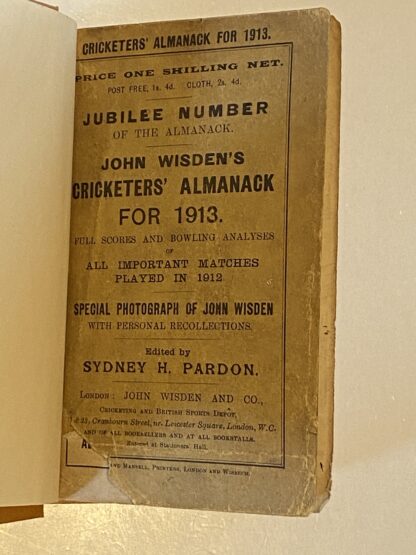 CRICKETERS' ALMANACK FOR 1913.
PRICE ONE SHILLING NET.
POST FREE, 1s. 4d. CLOTH, 2s. 4d.
JUBILEE NUMBER
OF THE ALMANACK.
JOHN WISDEN'S
CRICKETERS' ALMANACK
FOR 1913.
FULL SCORES AND BOWLING ANALYSES
OF
ALL IMPORTANT MATCHES
PLAYED IN 1912
SPECIAL PHOTOGRAPH OF JOHN WISDEN
WITH PERSONAL RECOLLECTIONS.
Edited by
SYDNEY H. PARDON.
LONDON: JOHN WISDEN AND CO.,
CRICKETING AND BRITISH SPORTS DEPÔT,
& 23, Cranbourn Street, nr. Leicester Square, London, W.C.
AND OF ALL BOOKSELLERS AND AT ALL BOOKSTALLS.
Entered at Stationers' Hall.
AND MANSELL, PRINTERS, LONDON AND